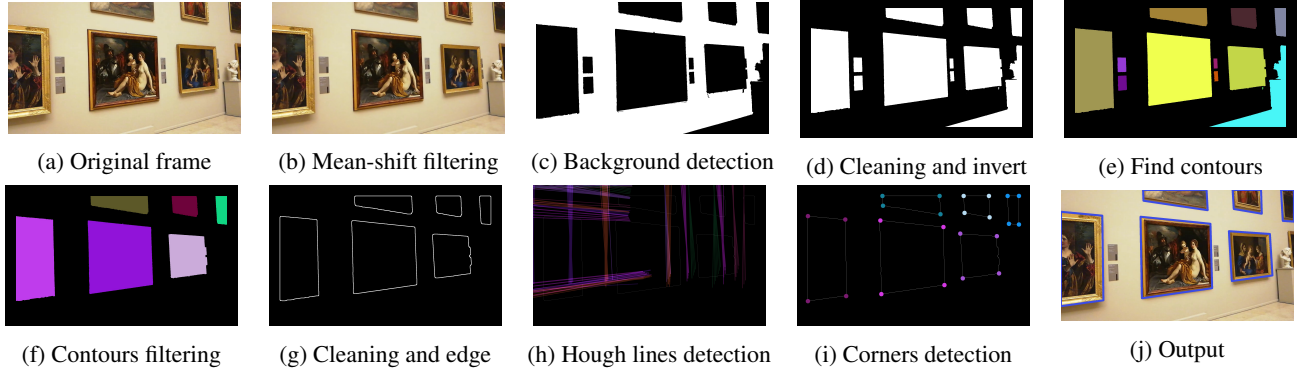 (a) Original frame
(b) Mean-shift filtering
(c) Background detection
(d) Cleaning and invert
(e) Find contours
(f) Contours filtering
(g) Cleaning and edge
(h) Hough lines detection
(i) Corners detection
(j) Output